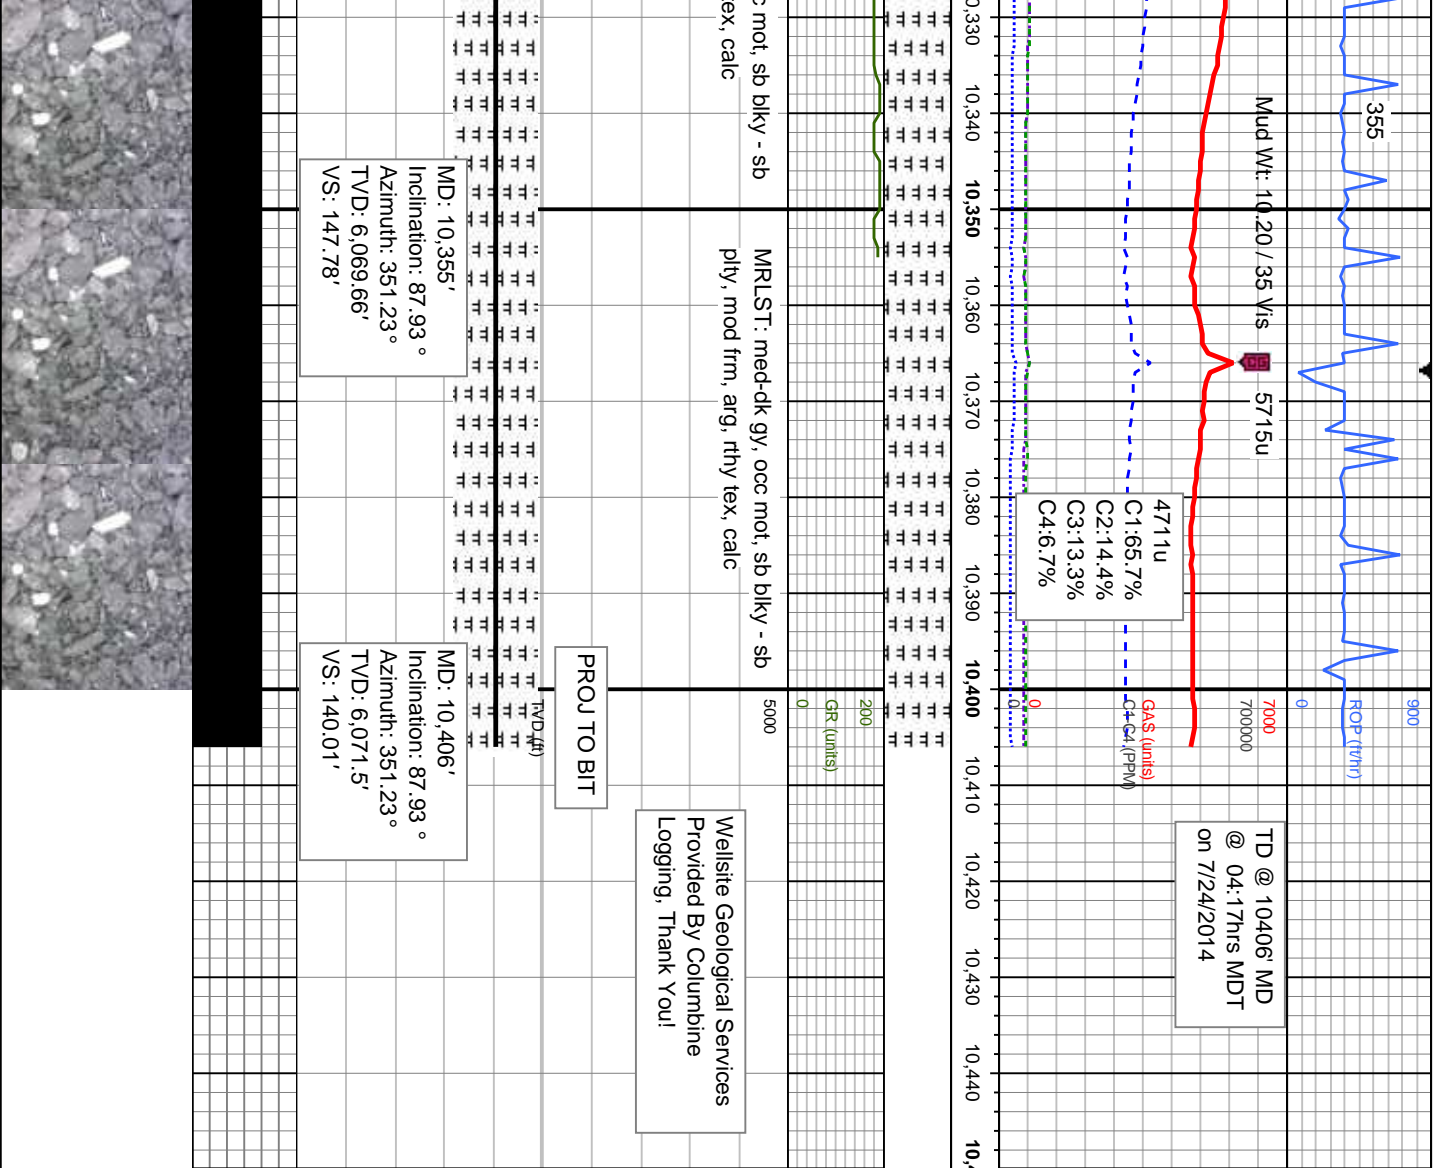 355
Mud Wt: 10.20 / 35 Vis
5715u
4711u
C1:65.7%
C2:14.4%
C3:13.3%
C4:6.7%
900
ROP (ft/hr)
0
7000
700000
GAS (units)
C1-C4 (PPM)
0
0
TD @ 10406' MD
@ 04:17hrs MDT
on 7/24/2014
10,340
10,350
10,360
10,370
10,380
10,390
10,400
10,410
10,420
10,430
10,440
200
GR (units)
0
5000
c mot, sb blky - sb
tex, calc
MRLST: med-dk gy, occ mot, sb blky - sb
plty, mod frm, arg, rthy tex, calc
Wellsite Geological Services
Provided By Columbine
Logging, Thank You!
PROJ TO BIT
TVD (ft)
MD: 10,355'
Inclination: 87.93 °
Azimuth: 351.23°
TVD: 6,069.66'
VS: 147.78'
MD: 10,406'
Inclination: 87.93 °
Azimuth: 351.23°
TVD: 6,071.5'
VS: 140.01'